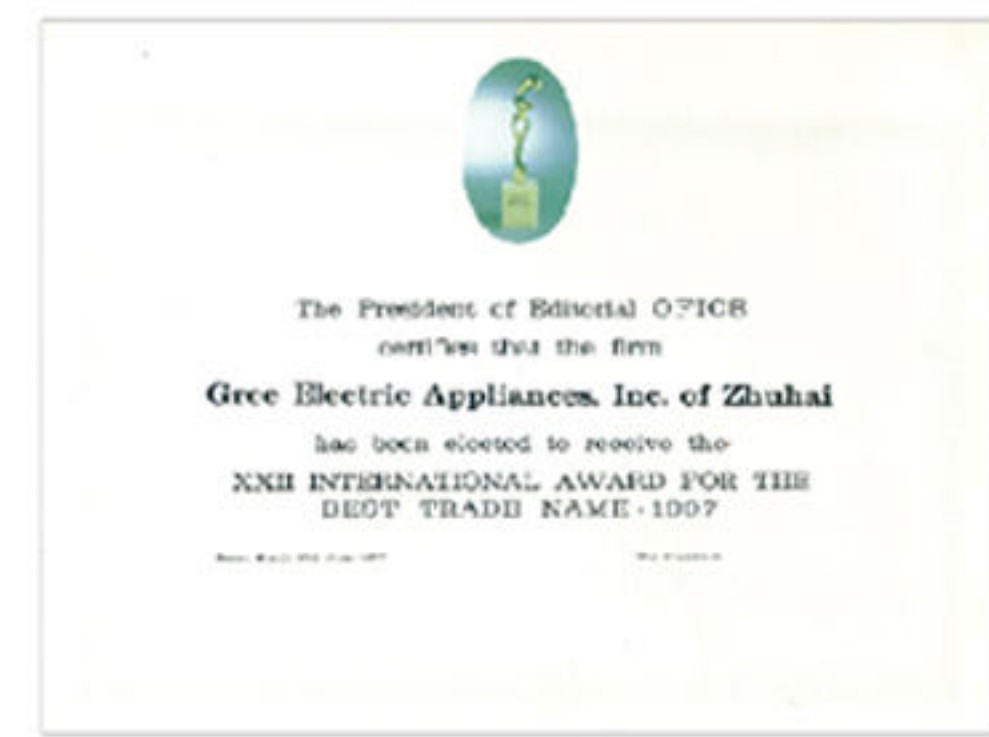 The President of Editorial OFICE
certifies that the firm
Gree Electric Appliances, Inc. of Zhuhai
has been elected to receive the
XXII INTERNATIONAL AWARD FOR THE
BEST TRADE NAME - 1997